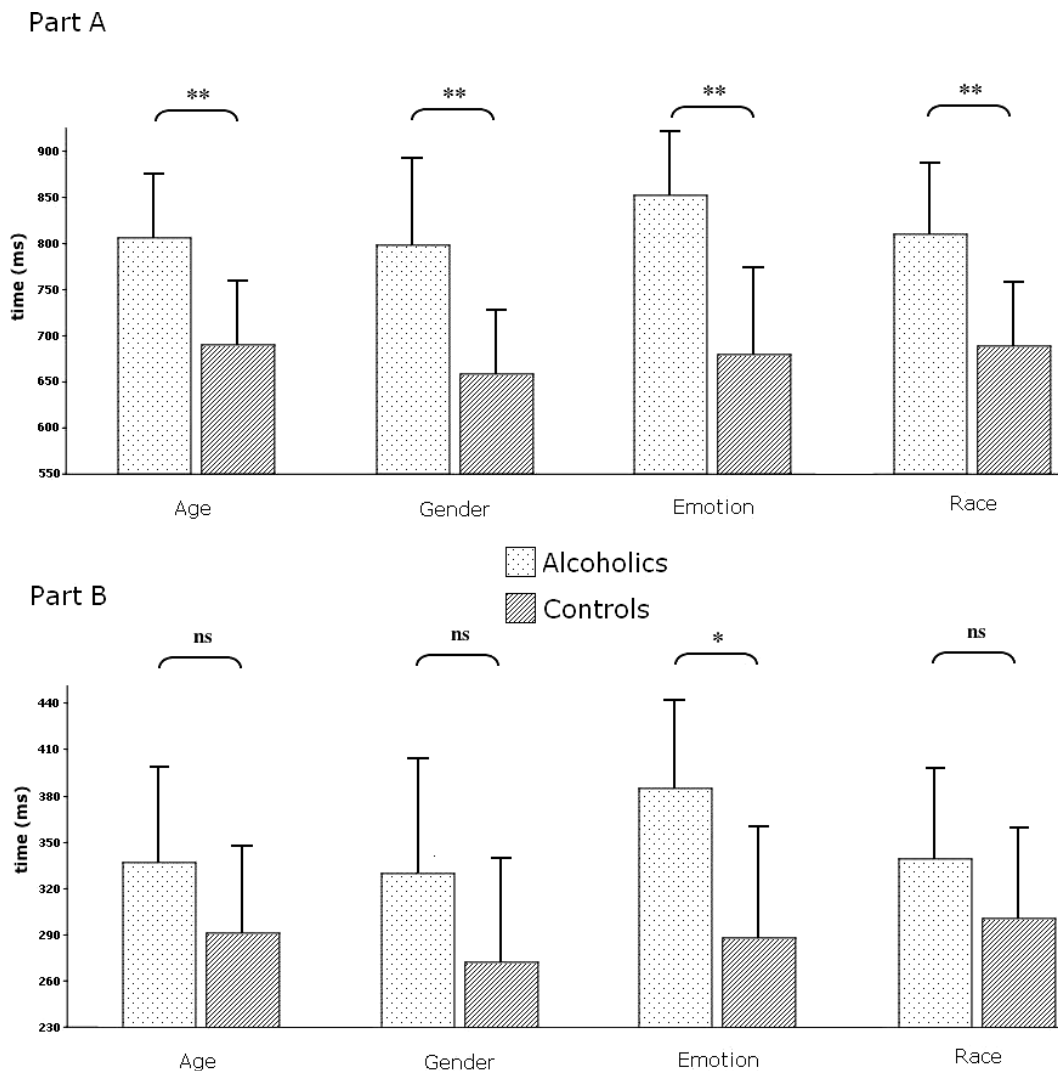 Part A
** ** ** **
time (ms)
900
850
800
750
700
650
600
550
Age Gender Emotion Race
Alcoholics
Controls
Part B
ns ns * ns
time (ms)
440
410
380
350
320
290
260
230
Age Gender Emotion Race